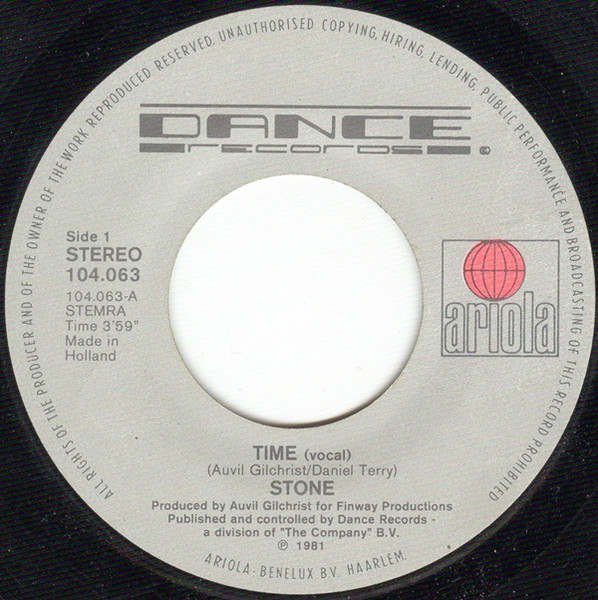 ALL RIGHTS OF THE PRODUCER AND OF THE OWNER OF THE WORK REPRODUCED RESERVED. UNAUTHORISED COPYING, HIRING, LENDING, PUBLIC PERFORMANCE AND BROADCASTING OF THIS RECORD PROHIBITED
DANCE
records ©
Side 1
STEREO
104.063
104.063-A
STEMRA
Time 3'59"
Made in
Holland
ariola
TIME (vocal)
(Auvil Gilchrist/Daniel Terry)
STONE
Produced by Auvil Gilchrist for Finway Productions
Published and controlled by Dance Records -
a division of "The Company" B.V.
℗ 1981
ARIOLA-BENELUX B.V. HAARLEM.